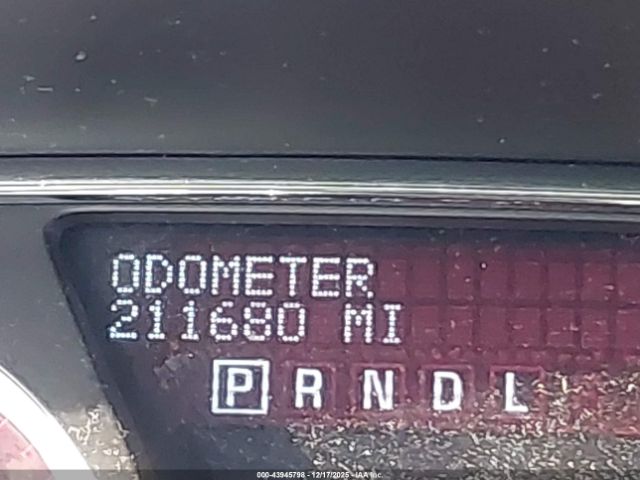 ODOMETER
211680 MI
P R N D L
000-43945798 - 12/17/2025 - IAA Inc.